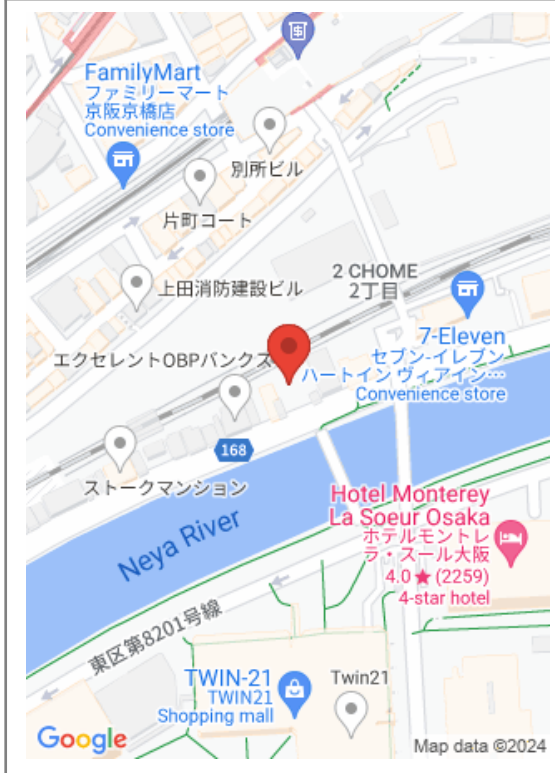 FamilyMart
ファミリーマート
京阪京橋店
Convenience store
別所ビル
片町コート
上田消防建設ビル
2 CHOME
2丁目
7-Eleven
セブン-イレブン
ハートイン ヴィアイン…
Convenience store
エクセレントOBPバンクス
168
ストークマンション
Neya River
Hotel Monterey
La Soeur Osaka
ホテルモントレ
ラ・スール大阪
4.0★(2259)
4-star hotel
東区第8201号線
TWIN-21
TWIN21
Shopping mall
Twin21
Google
Map data ©2024